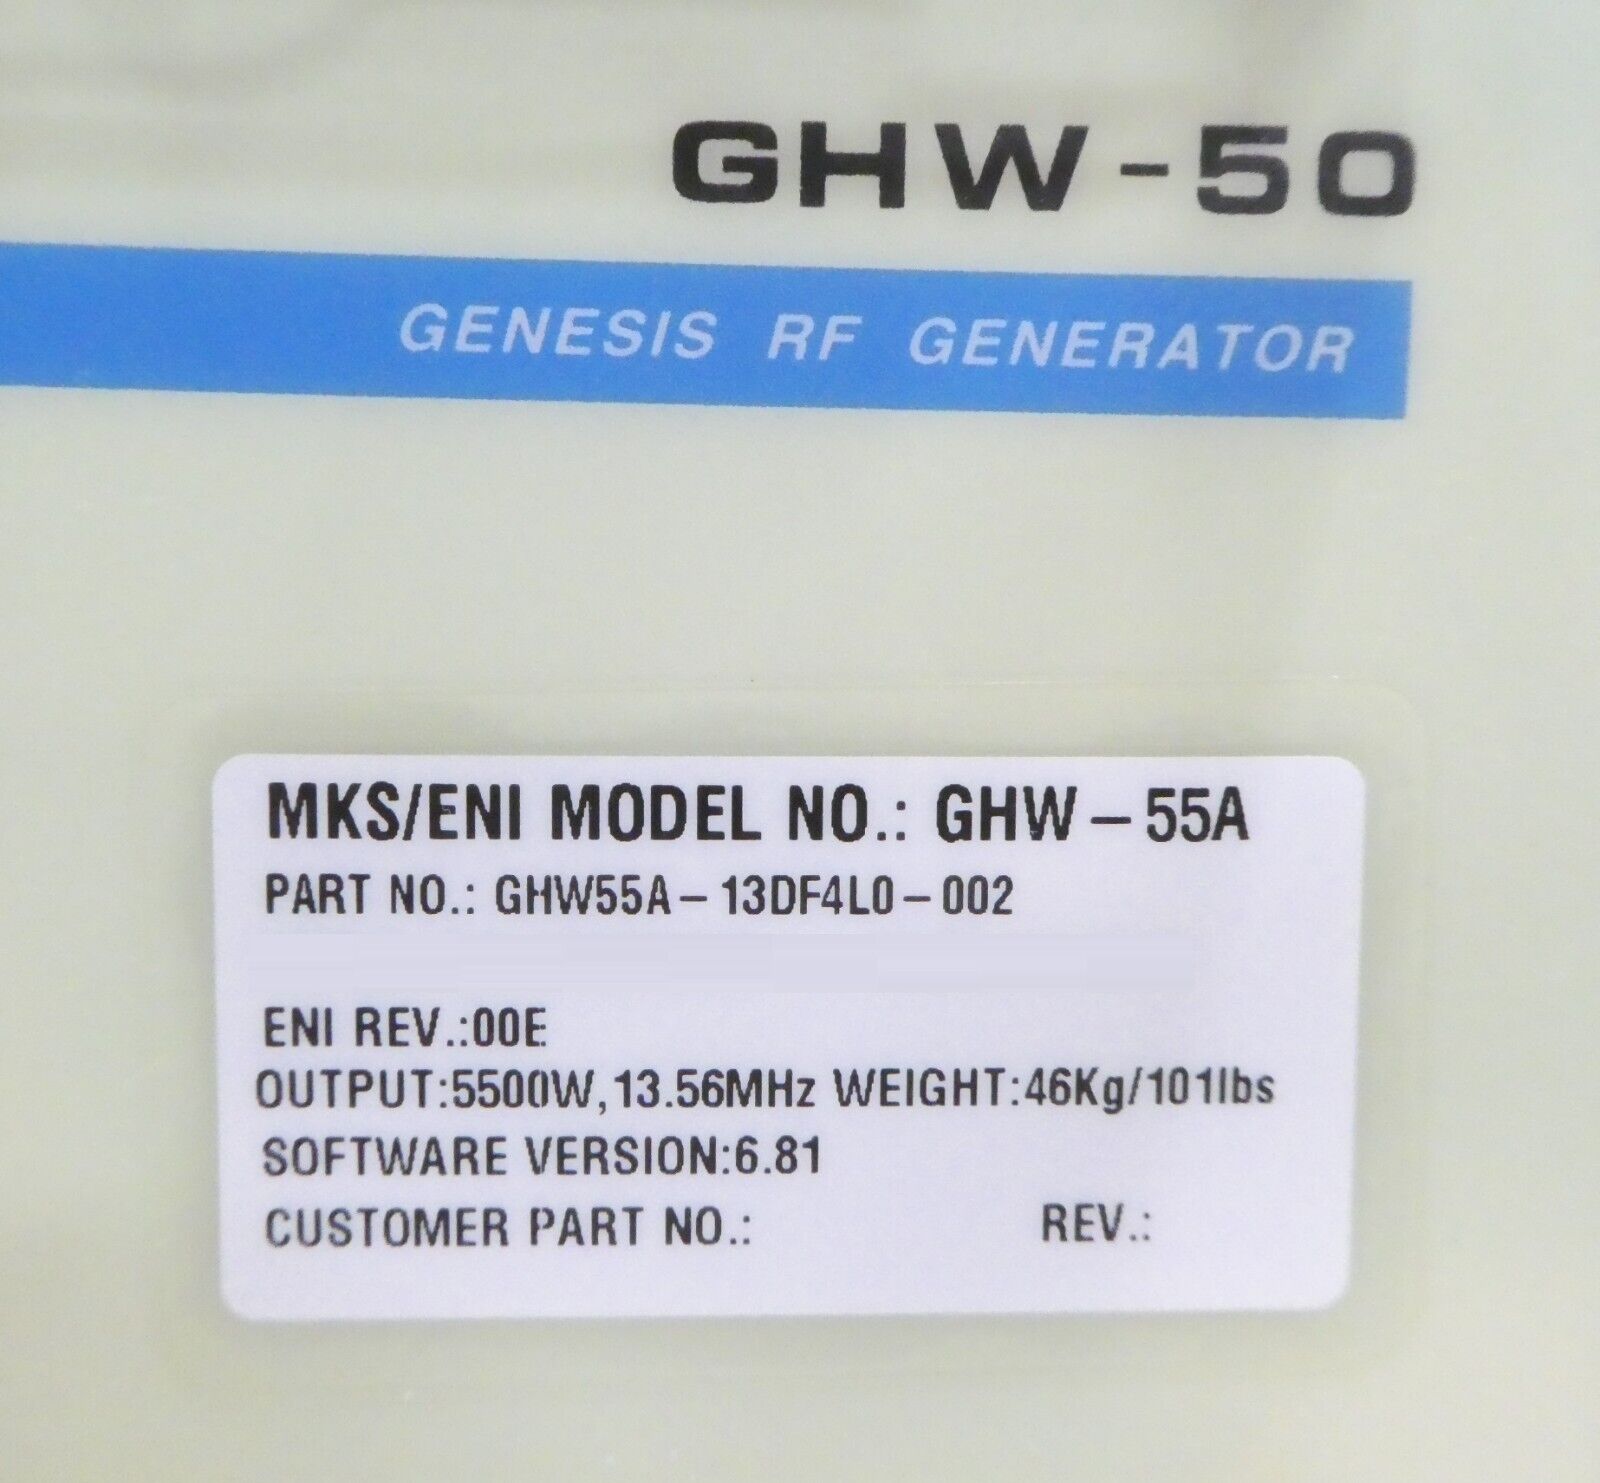 GHW-50
GENESIS RF GENERATOR
MKS/ENI MODEL NO.: GHW-55A
PART NO.: GHW55A-13DF4L0-002
ENI REV.:00E
OUTPUT:5500W,13.56MHz WEIGHT:46Kg/101lbs
SOFTWARE VERSION:6.81
CUSTOMER PART NO.: REV.: